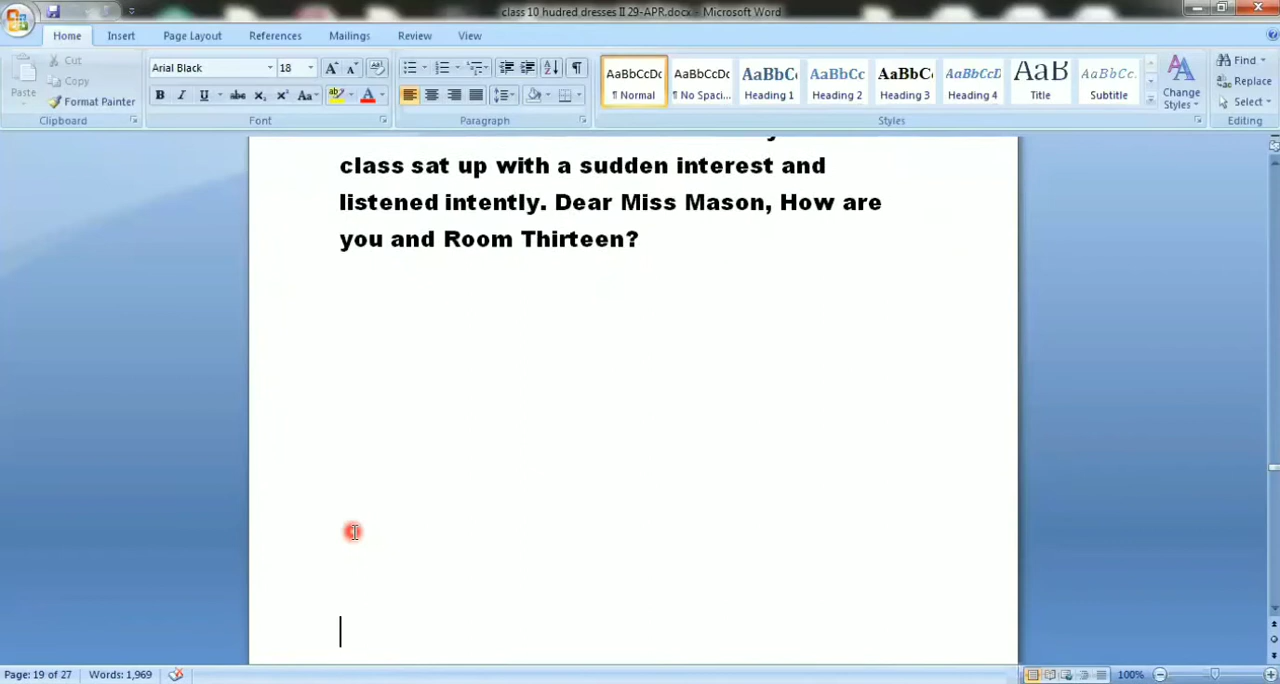 class 10 hudred dresses II 29-APR.docx - Microsoft Word
Home Insert Page Layout References Mailings Review View
Paste
Cut
Copy
Format Painter
Clipboard
Arial Black 18
Font
Paragraph
AaBbCcDc AaBbCcDc AaBbC AaBbCc AaBbC AaBbCcD AaB AaBbCc.
¶ Normal ¶ No Spaci... Heading 1 Heading 2 Heading 3 Heading 4 Title Subtitle
Change
Styles
Styles
Find
Replace
Select
Editing
class sat up with a sudden interest and
listened intently. Dear Miss Mason, How are
you and Room Thirteen?
Page: 19 of 27 Words: 1,969 100%